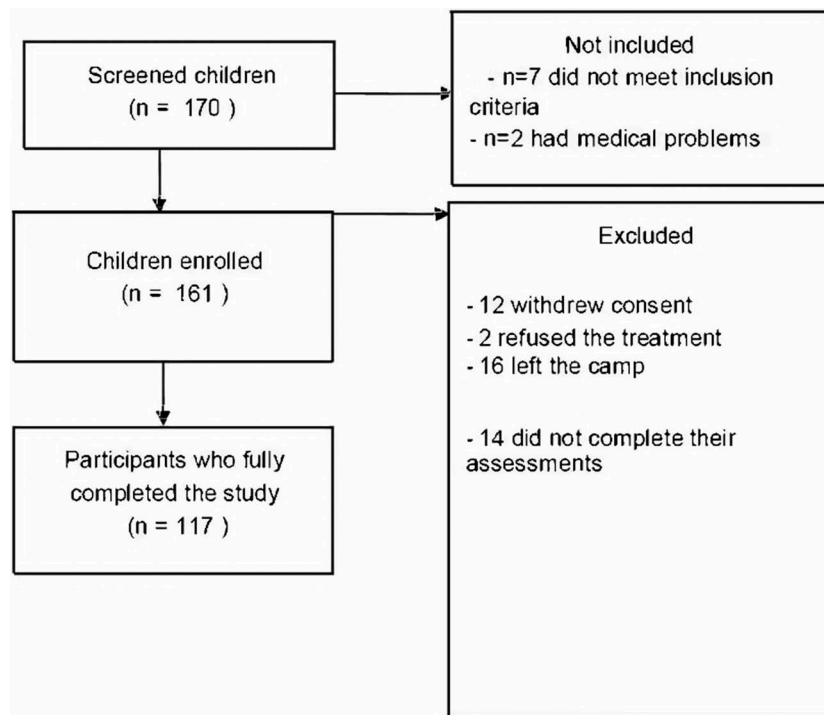 Screened children
(n = 170 )
Not included
- n=7 did not meet inclusion
criteria
- n=2 had medical problems
Children enrolled
(n = 161 )
Excluded
- 12 withdrew consent
- 2 refused the treatment
- 16 left the camp
- 14 did not complete their
assessments
Participants who fully
completed the study
(n = 117 )